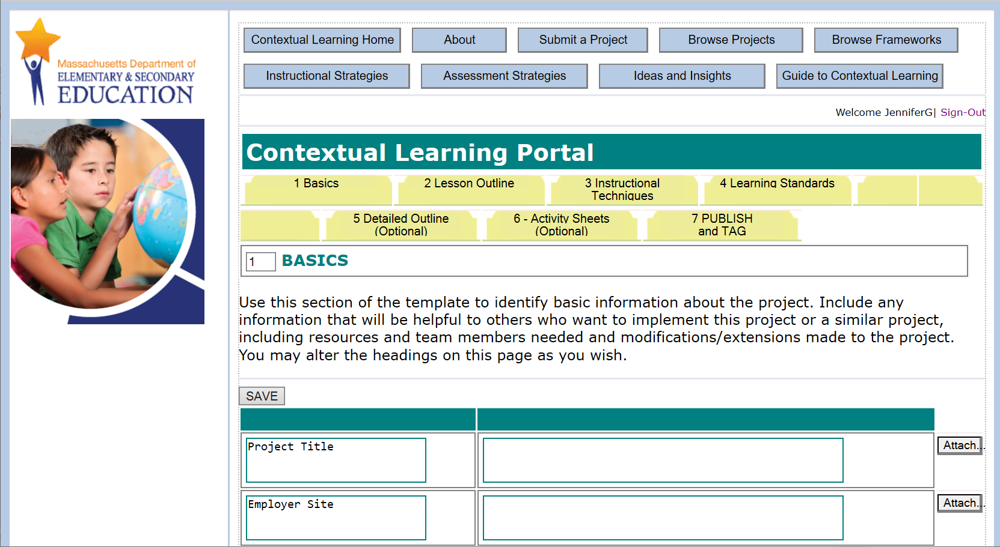 Massachusetts Department of
ELEMENTARY & SECONDARY
EDUCATION
Contextual Learning Home
About
Submit a Project
Browse Projects
Browse Frameworks
Instructional Strategies
Assessment Strategies
Ideas and Insights
Guide to Contextual Learning
Welcome JenniferG| Sign-Out
Contextual Learning Portal
1 Basics
2 Lesson Outline
3 Instructional
Techniques
4 Learning Standards
5 Detailed Outline
(Optional)
6 - Activity Sheets
(Optional)
7 PUBLISH
and TAG
1 BASICS
Use this section of the template to identify basic information about the project. Include any
information that will be helpful to others who want to implement this project or a similar project,
including resources and team members needed and modifications/extensions made to the project.
You may alter the headings on this page as you wish.
SAVE
Project Title
Attach...
Employer Site
Attach...